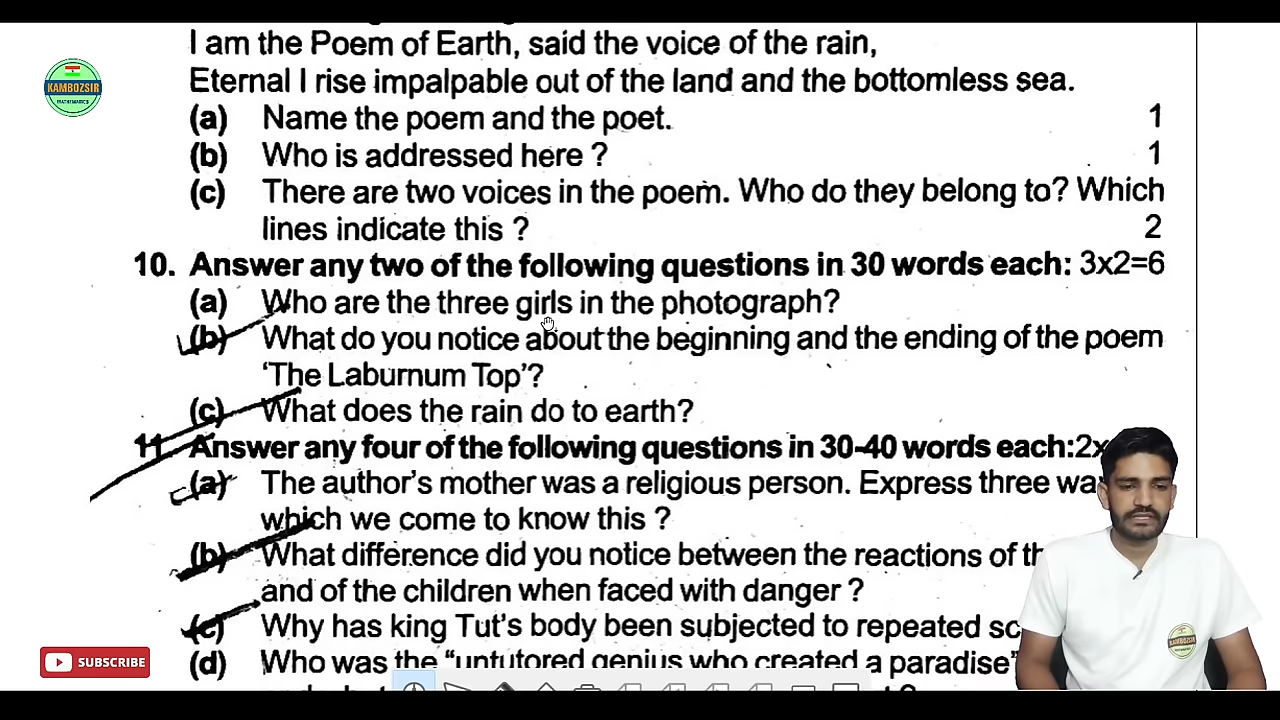 I am the Poem of Earth, said the voice of the rain,
Eternal I rise impalpable out of the land and the bottomless sea.
(a) Name the poem and the poet. 1
(b) Who is addressed here ? 1
(c) There are two voices in the poem. Who do they belong to? Which
lines indicate this ? 2
10. Answer any two of the following questions in 30 words each: 3x2=6
(a) Who are the three girls in the photograph?
(b) What do you notice about the beginning and the ending of the poem
'The Laburnum Top'?
(c) What does the rain do to earth?
11. Answer any four of the following questions in 30-40 words each:2x
(a) The author's mother was a religious person. Express three
which we come to know this ?
(b) What difference did you notice between the reactions of
and of the children when faced with danger ?
(c) Why has king Tut's body been subjected to repeated
(d) Who was the "untutored genius who created a paradise"
KAMBOZSIR
MATHEMATICS
SUBSCRIBE
KAMBOZSIR